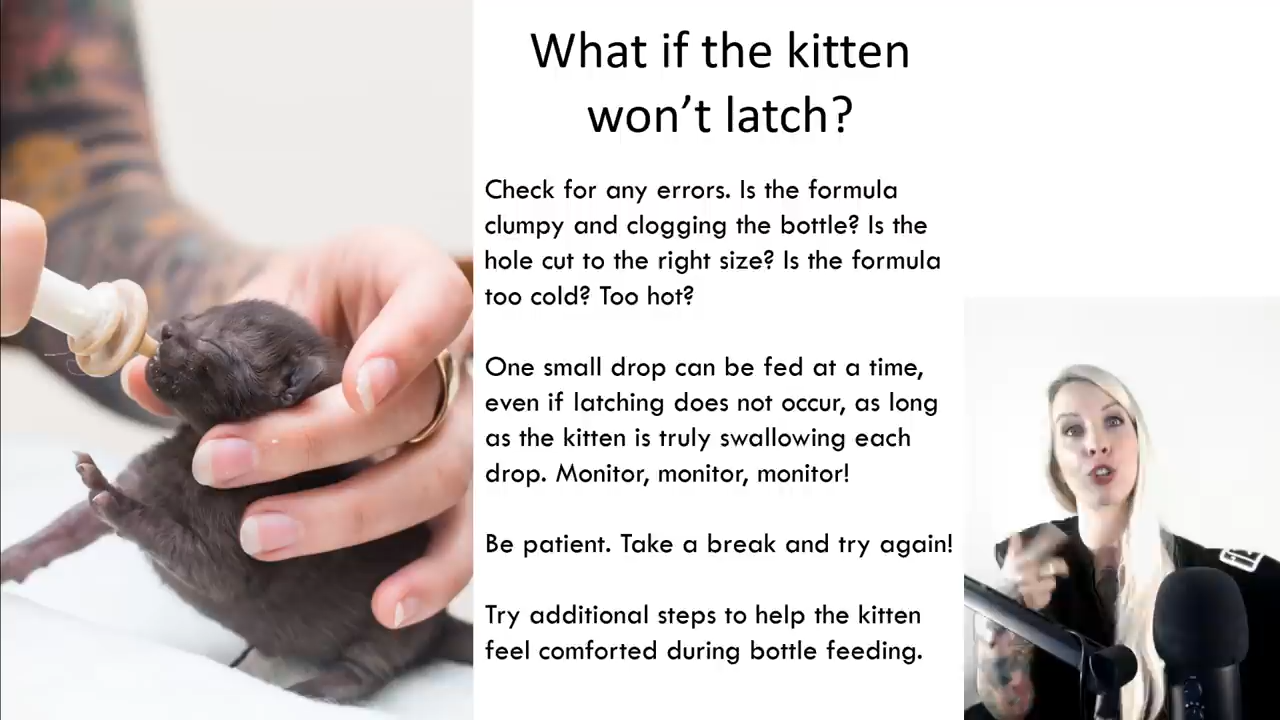 What if the kitten
won't latch?
Check for any errors. Is the formula
clumpy and clogging the bottle? Is the
hole cut to the right size? Is the formula
too cold? Too hot?
One small drop can be fed at a time,
even if latching does not occur, as long
as the kitten is truly swallowing each
drop. Monitor, monitor, monitor!
Be patient. Take a break and try again!
Try additional steps to help the kitten
feel comforted during bottle feeding.